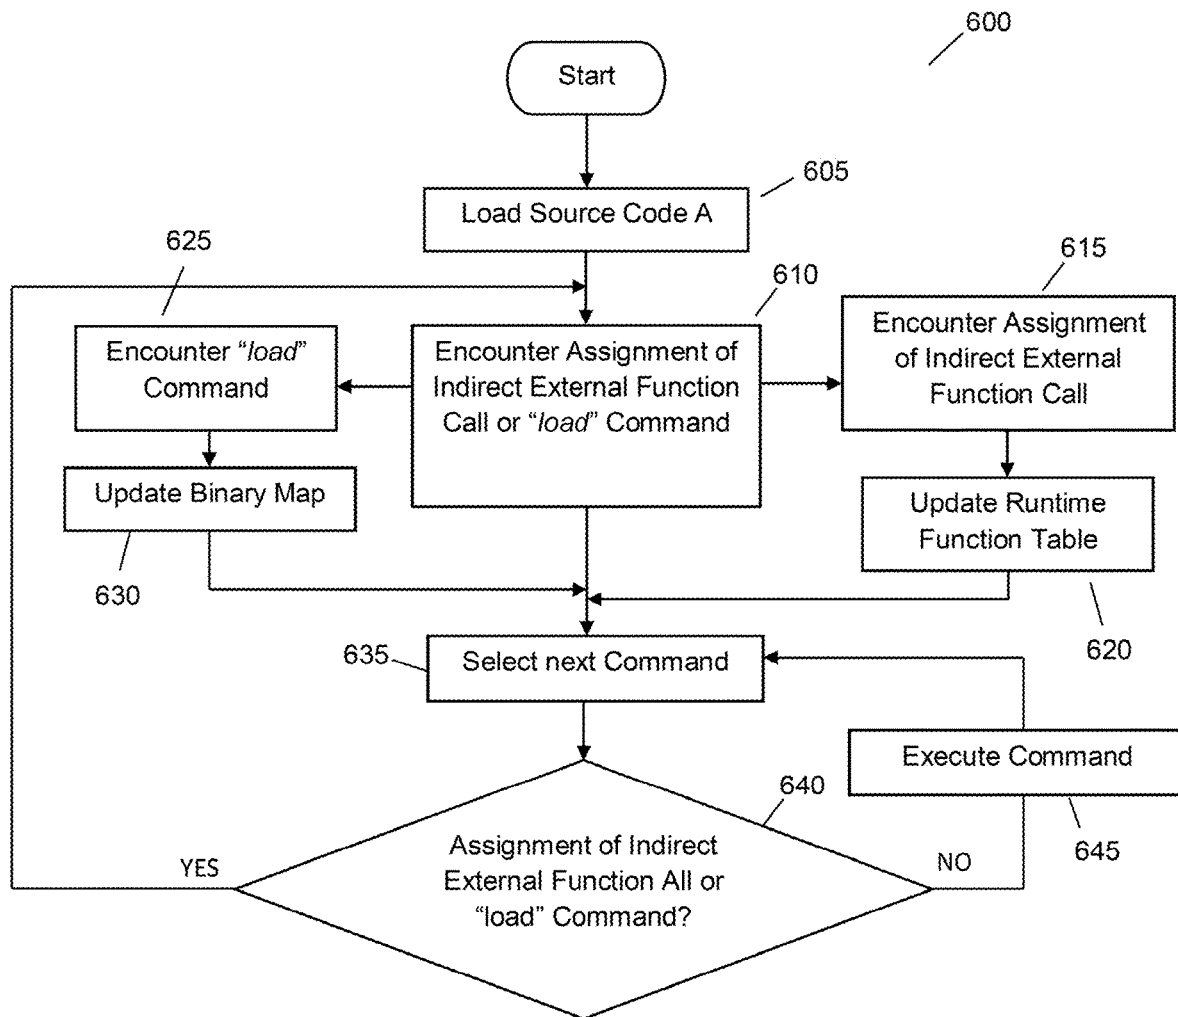 600
Start
605
Load Source Code A
625
610
615
Encounter "load"
Command
Encounter Assignment of
Indirect External Function
Call or "load" Command
Encounter Assignment
of Indirect External
Function Call
Update Binary Map
630
Update Runtime
Function Table
620
635
Select next Command
Execute Command
645
640
Assignment of Indirect
External Function All or
"load" Command?
YES
NO